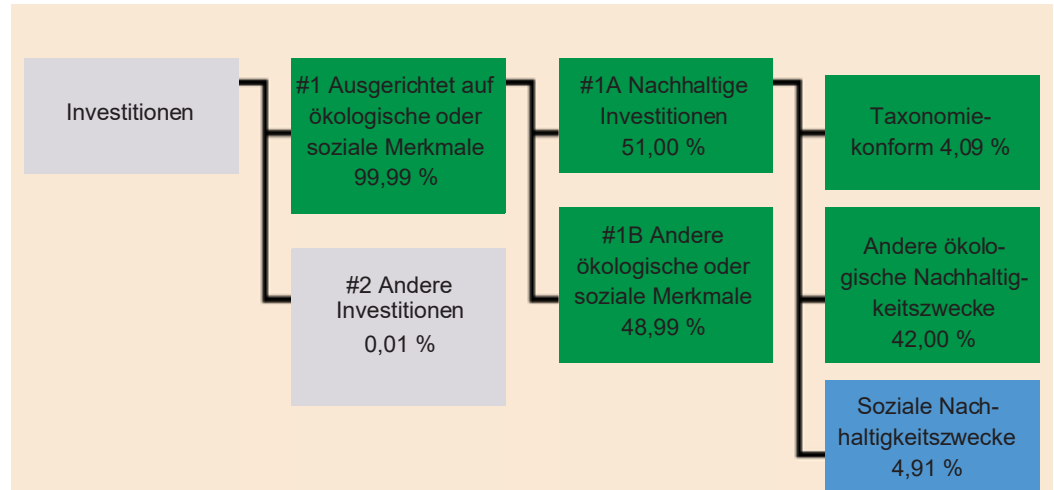 Investitionen
#1 Ausgerichtet auf
ökologische oder
soziale Merkmale
99,99 %
#2 Andere
Investitionen
0,01 %
#1A Nachhaltige
Investitionen
51,00 %
#1B Andere
ökologische oder
soziale Merkmale
48,99 %
Taxonomie-
konform 4,09 %
Andere ökolo-
gische Nachhaltig-
keitszwecke
42,00 %
Soziale Nach-
haltigkeitszwecke
4,91 %